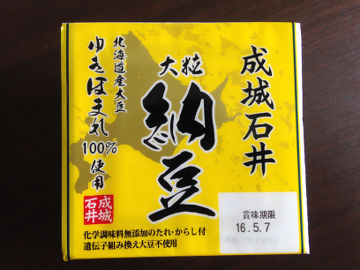 成城石井
大粒
納豆
北海道産大豆
ゆきほまれ
100%使用
成城
石井
賞味期限
16.5.7
化学調味料無添加のたれ・からし付
遺伝子組み換え大豆不使用